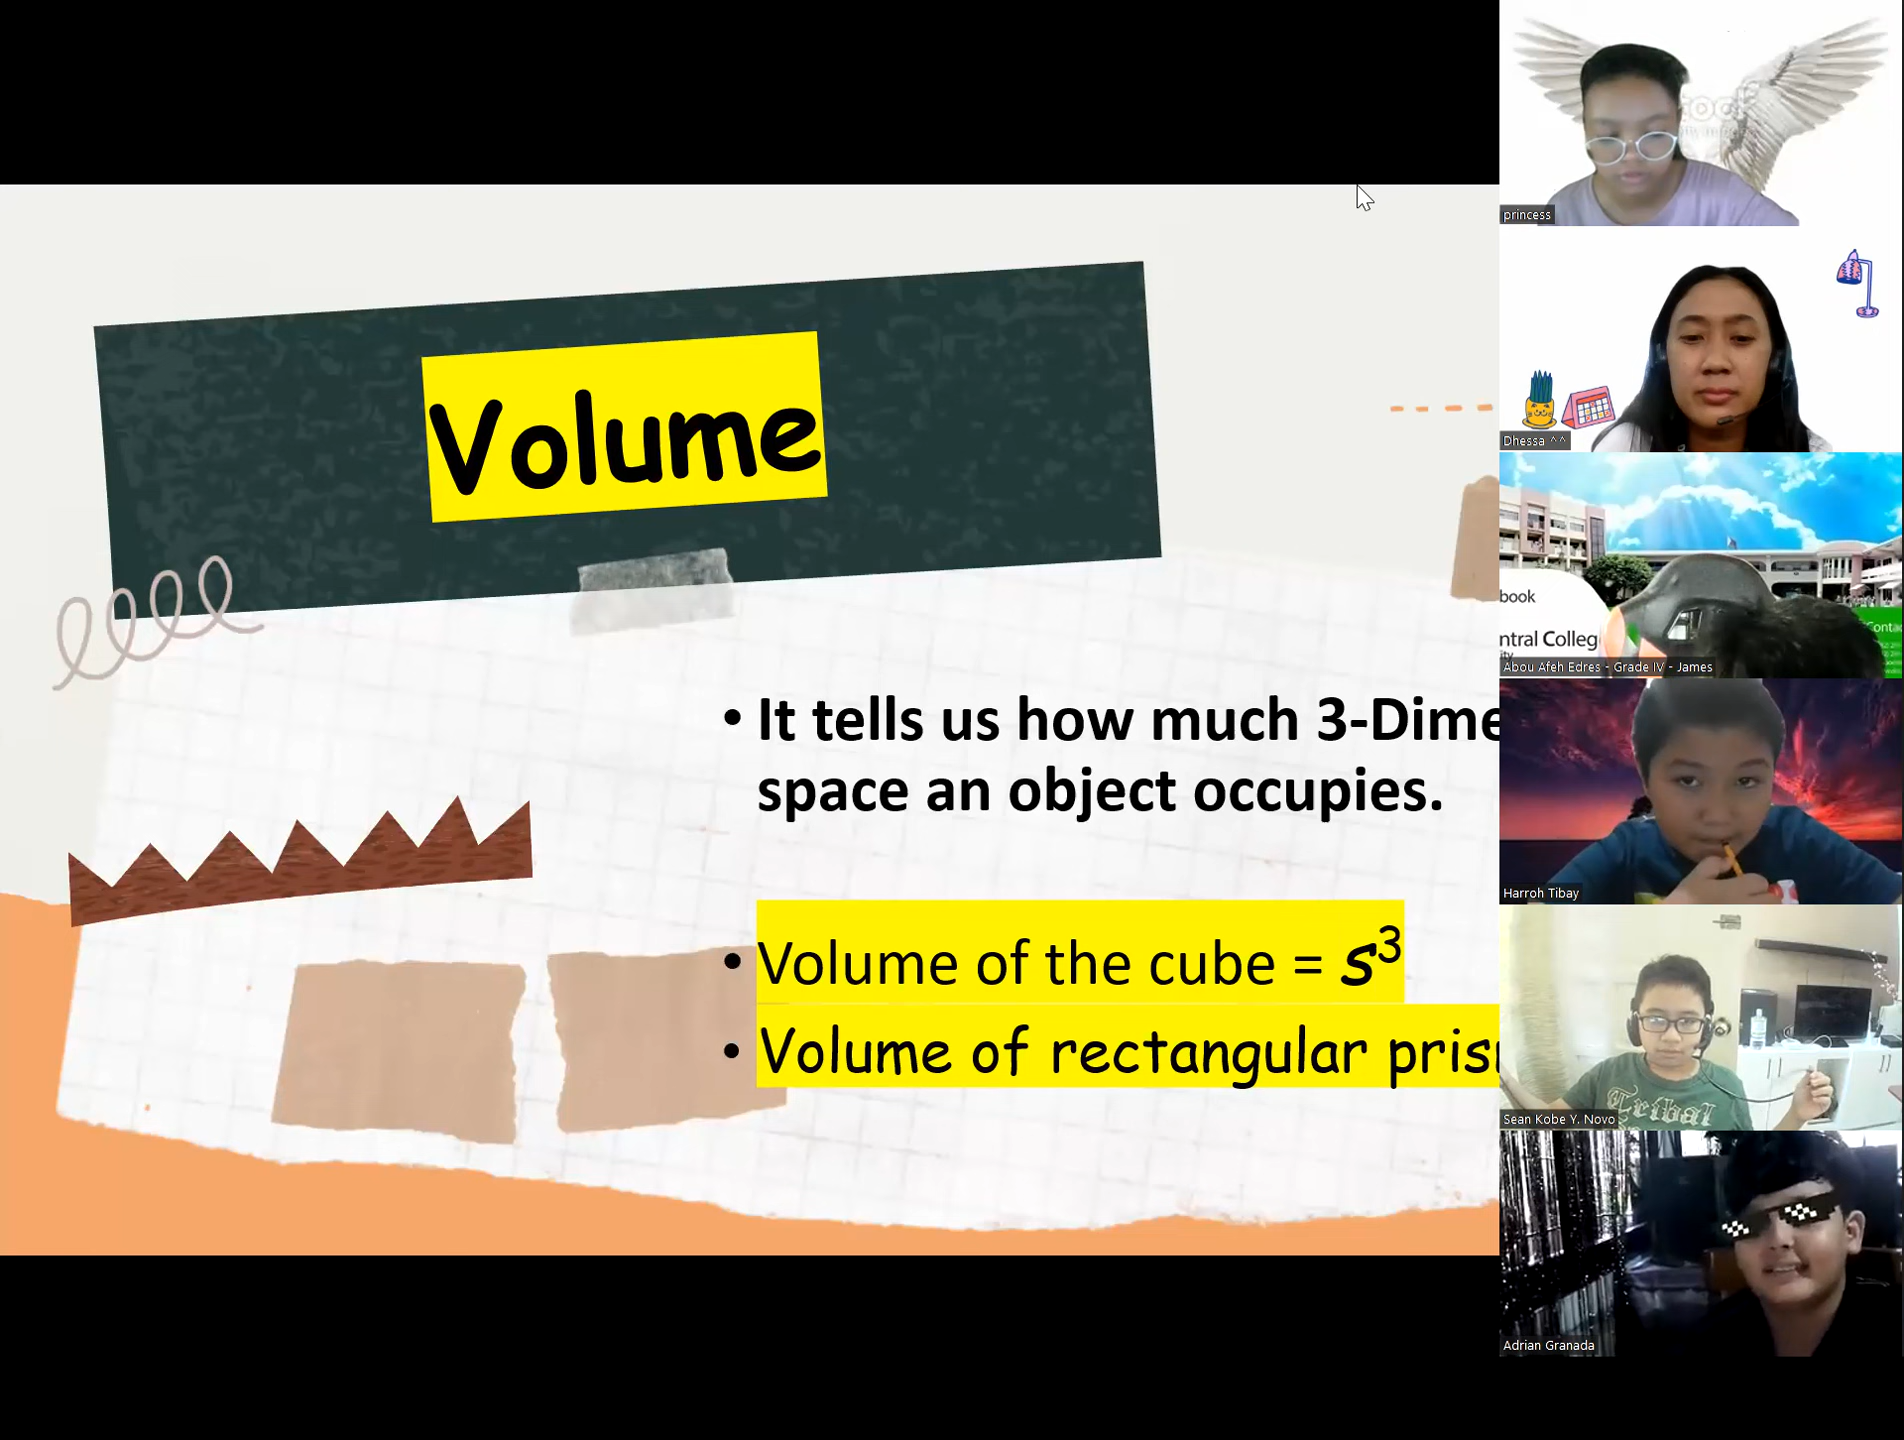 Volume
• It tells us how much 3-Dime
space an object occupies.
• Volume of the cube = s³
• Volume of rectangular pris
princess
Dhessa ^^
book
ntral Colleg
Conta
Abou Afeh Edres - Grade IV - James
Harroh Tibay
Tribal
Sean Kobe Y. Novo
Adrian Granada